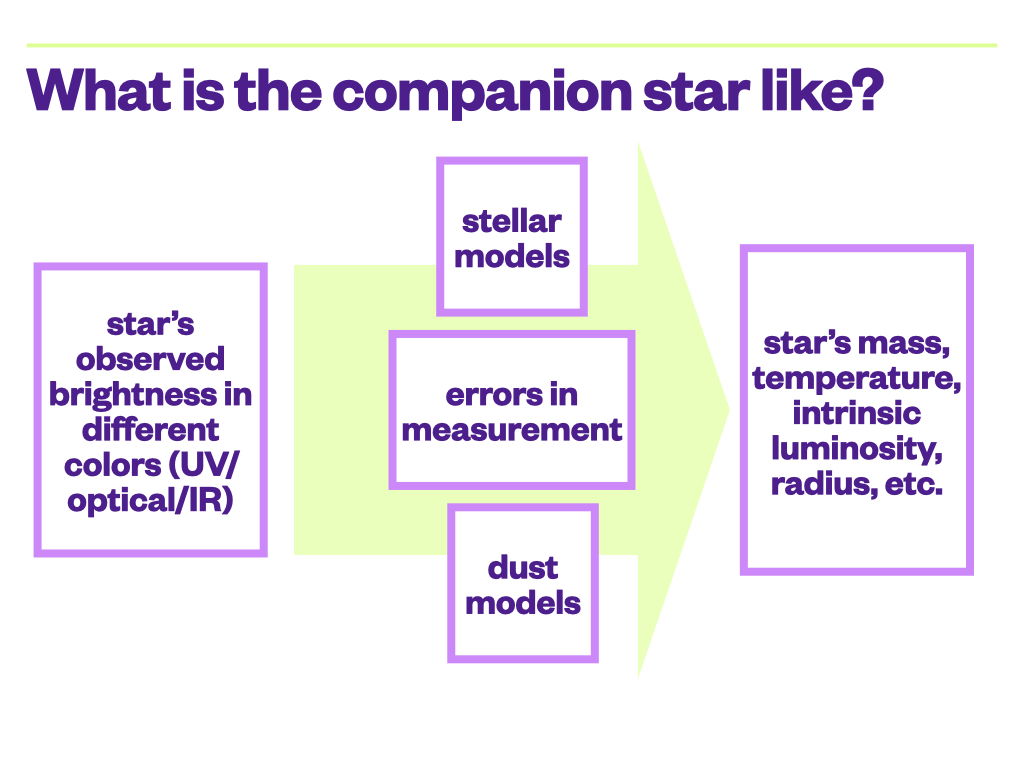 What is the companion star like?
star’s
observed
brightness in
different
colors (UV/
optical/IR)
stellar
models
errors in
measurement
dust
models
star’s mass,
temperature,
intrinsic
luminosity,
radius, etc.